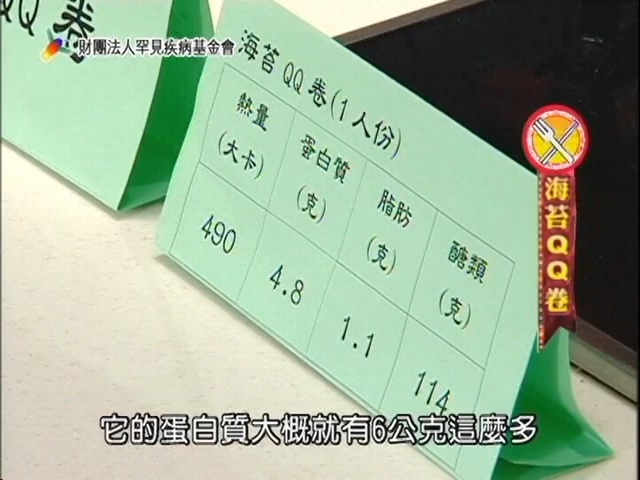 QQ卷
財團法人罕見疾病基金會
海苔QQ卷(1人份)
熱量(大卡) 蛋白質(克) 脂肪(克) 醣類(克)
490 4.8 1.1 114
海苔QQ卷
它的蛋白質大概就有6公克這麼多